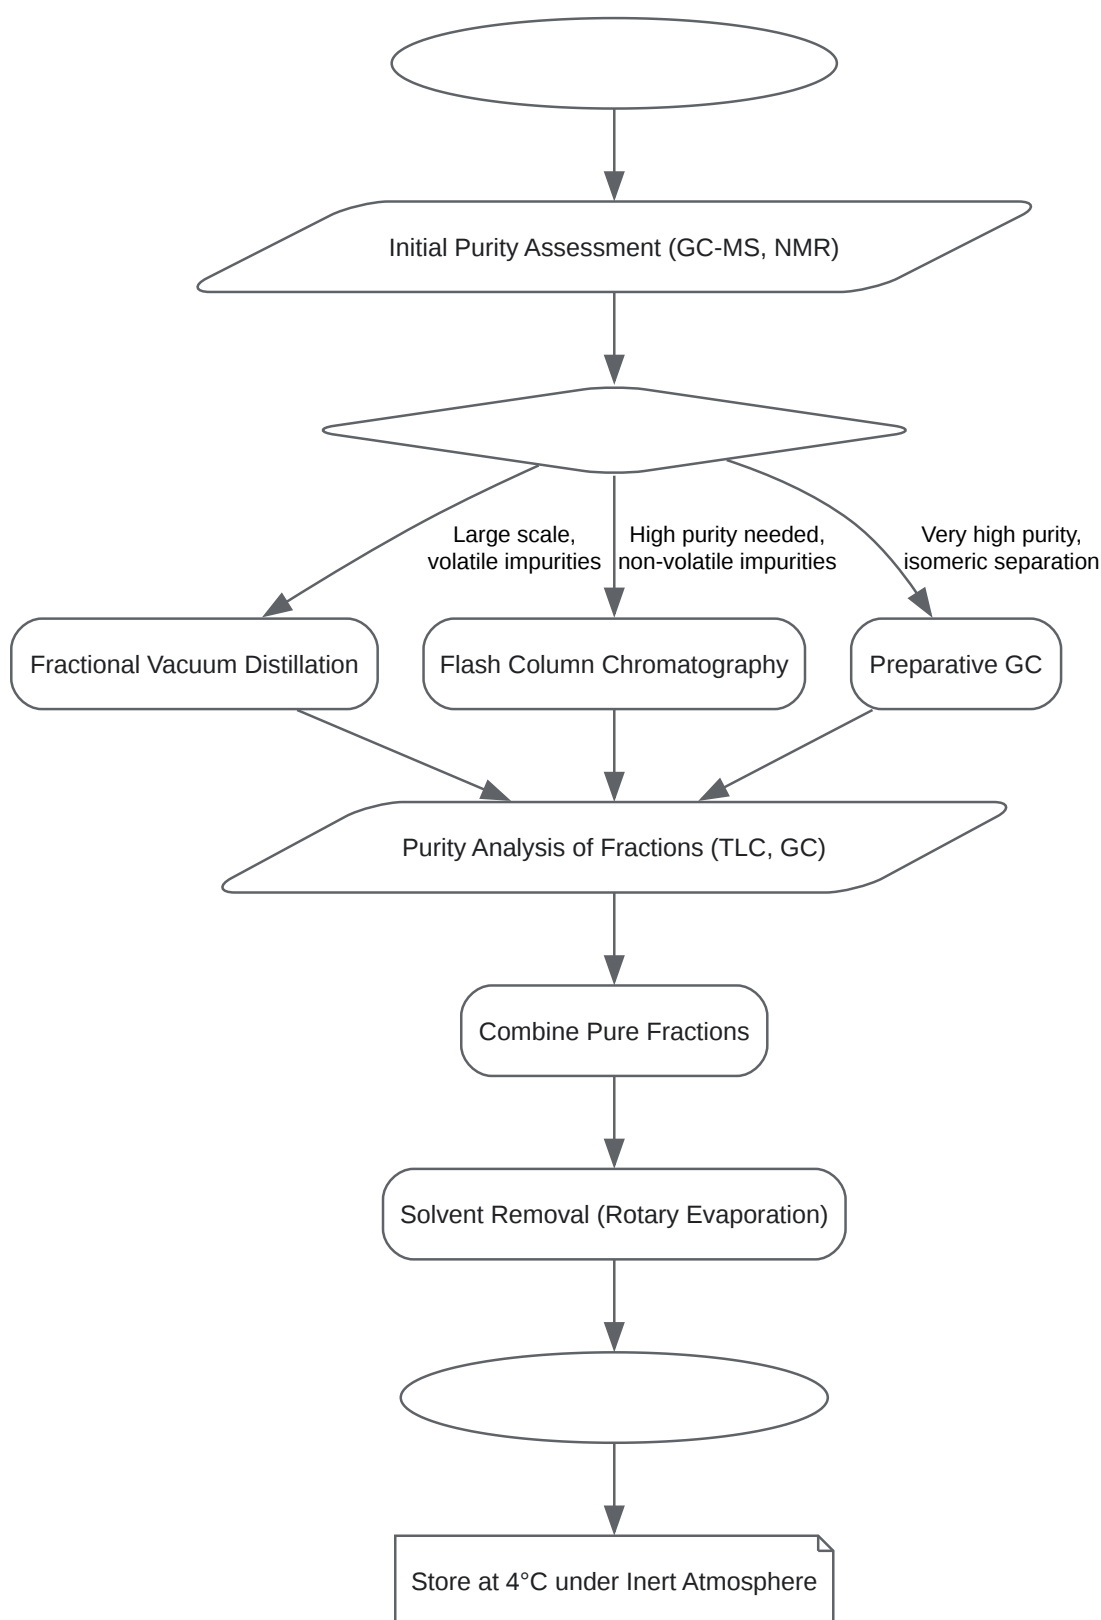 Initial Purity Assessment (GC-MS, NMR)
Large scale,
volatile impurities
High purity needed,
non-volatile impurities
Very high purity,
isomeric separation
Fractional Vacuum Distillation
Flash Column Chromatography
Preparative GC
Purity Analysis of Fractions (TLC, GC)
Combine Pure Fractions
Solvent Removal (Rotary Evaporation)
Store at 4°C under Inert Atmosphere